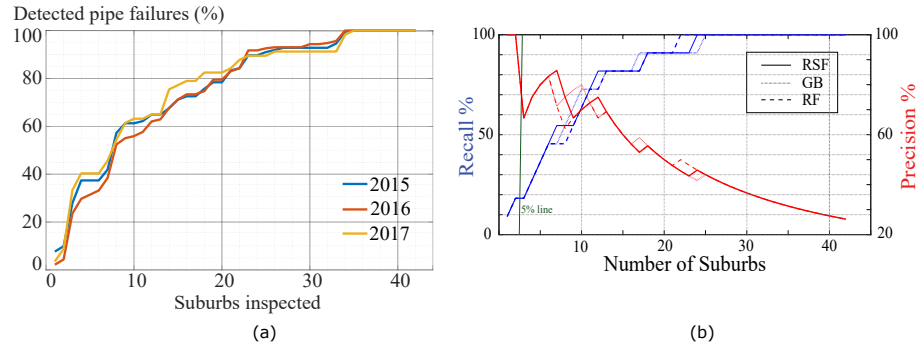 Detected pipe failures (%)
100
80
60
40
20
0
0 10 20 30 40
Suburbs inspected
2015
2016
2017
(a)
100
50
0
Recall %
0 10 20 30 40
Number of Suburbs
5% line
RSF
GB
RF
100
60
20
Precision %
(b)